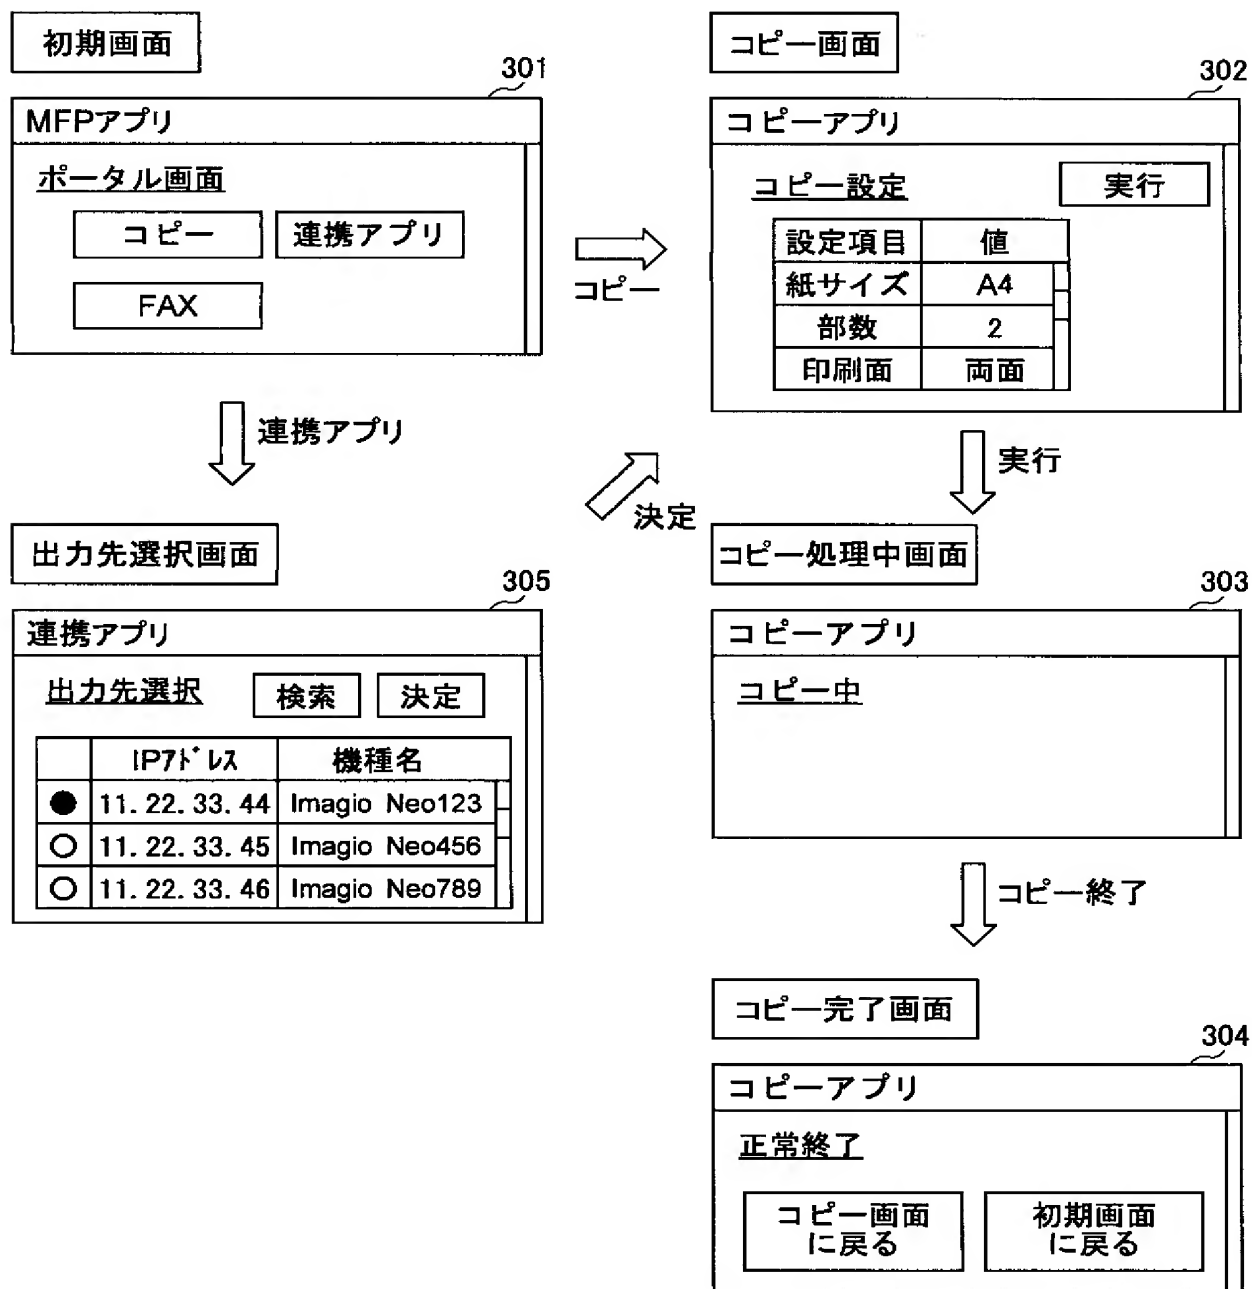 初期画面
301
MFPアプリ
ポータル画面
コピー 連携アプリ
FAX
コピー
連携アプリ
コピー画面
302
コピーアプリ
コピー設定 実行
設定項目 値
紙サイズ A4
部数 2
印刷面 両面
実行
決定
出力先選択画面
305
連携アプリ
出力先選択 検索 決定
IPアドレス 機種名
11.22.33.44 Imagio Neo123
11.22.33.45 Imagio Neo456
11.22.33.46 Imagio Neo789
コピー処理中画面
303
コピーアプリ
コピー中
コピー終了
コピー完了画面
304
コピーアプリ
正常終了
コピー画面
に戻る
初期画面
に戻る